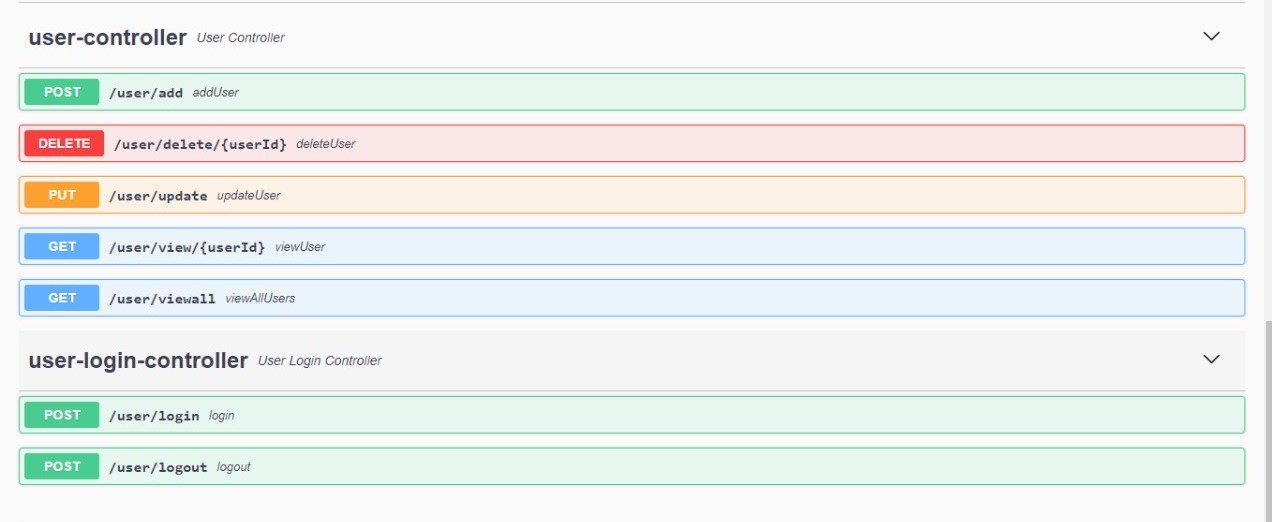 user-controller User Controller
POST /user/add addUser
DELETE /user/delete/{userId} deleteUser
PUT /user/update updateUser
GET /user/view/{userId} viewUser
GET /user/viewall viewAllUsers
user-login-controller User Login Controller
POST /user/login login
POST /user/logout logout